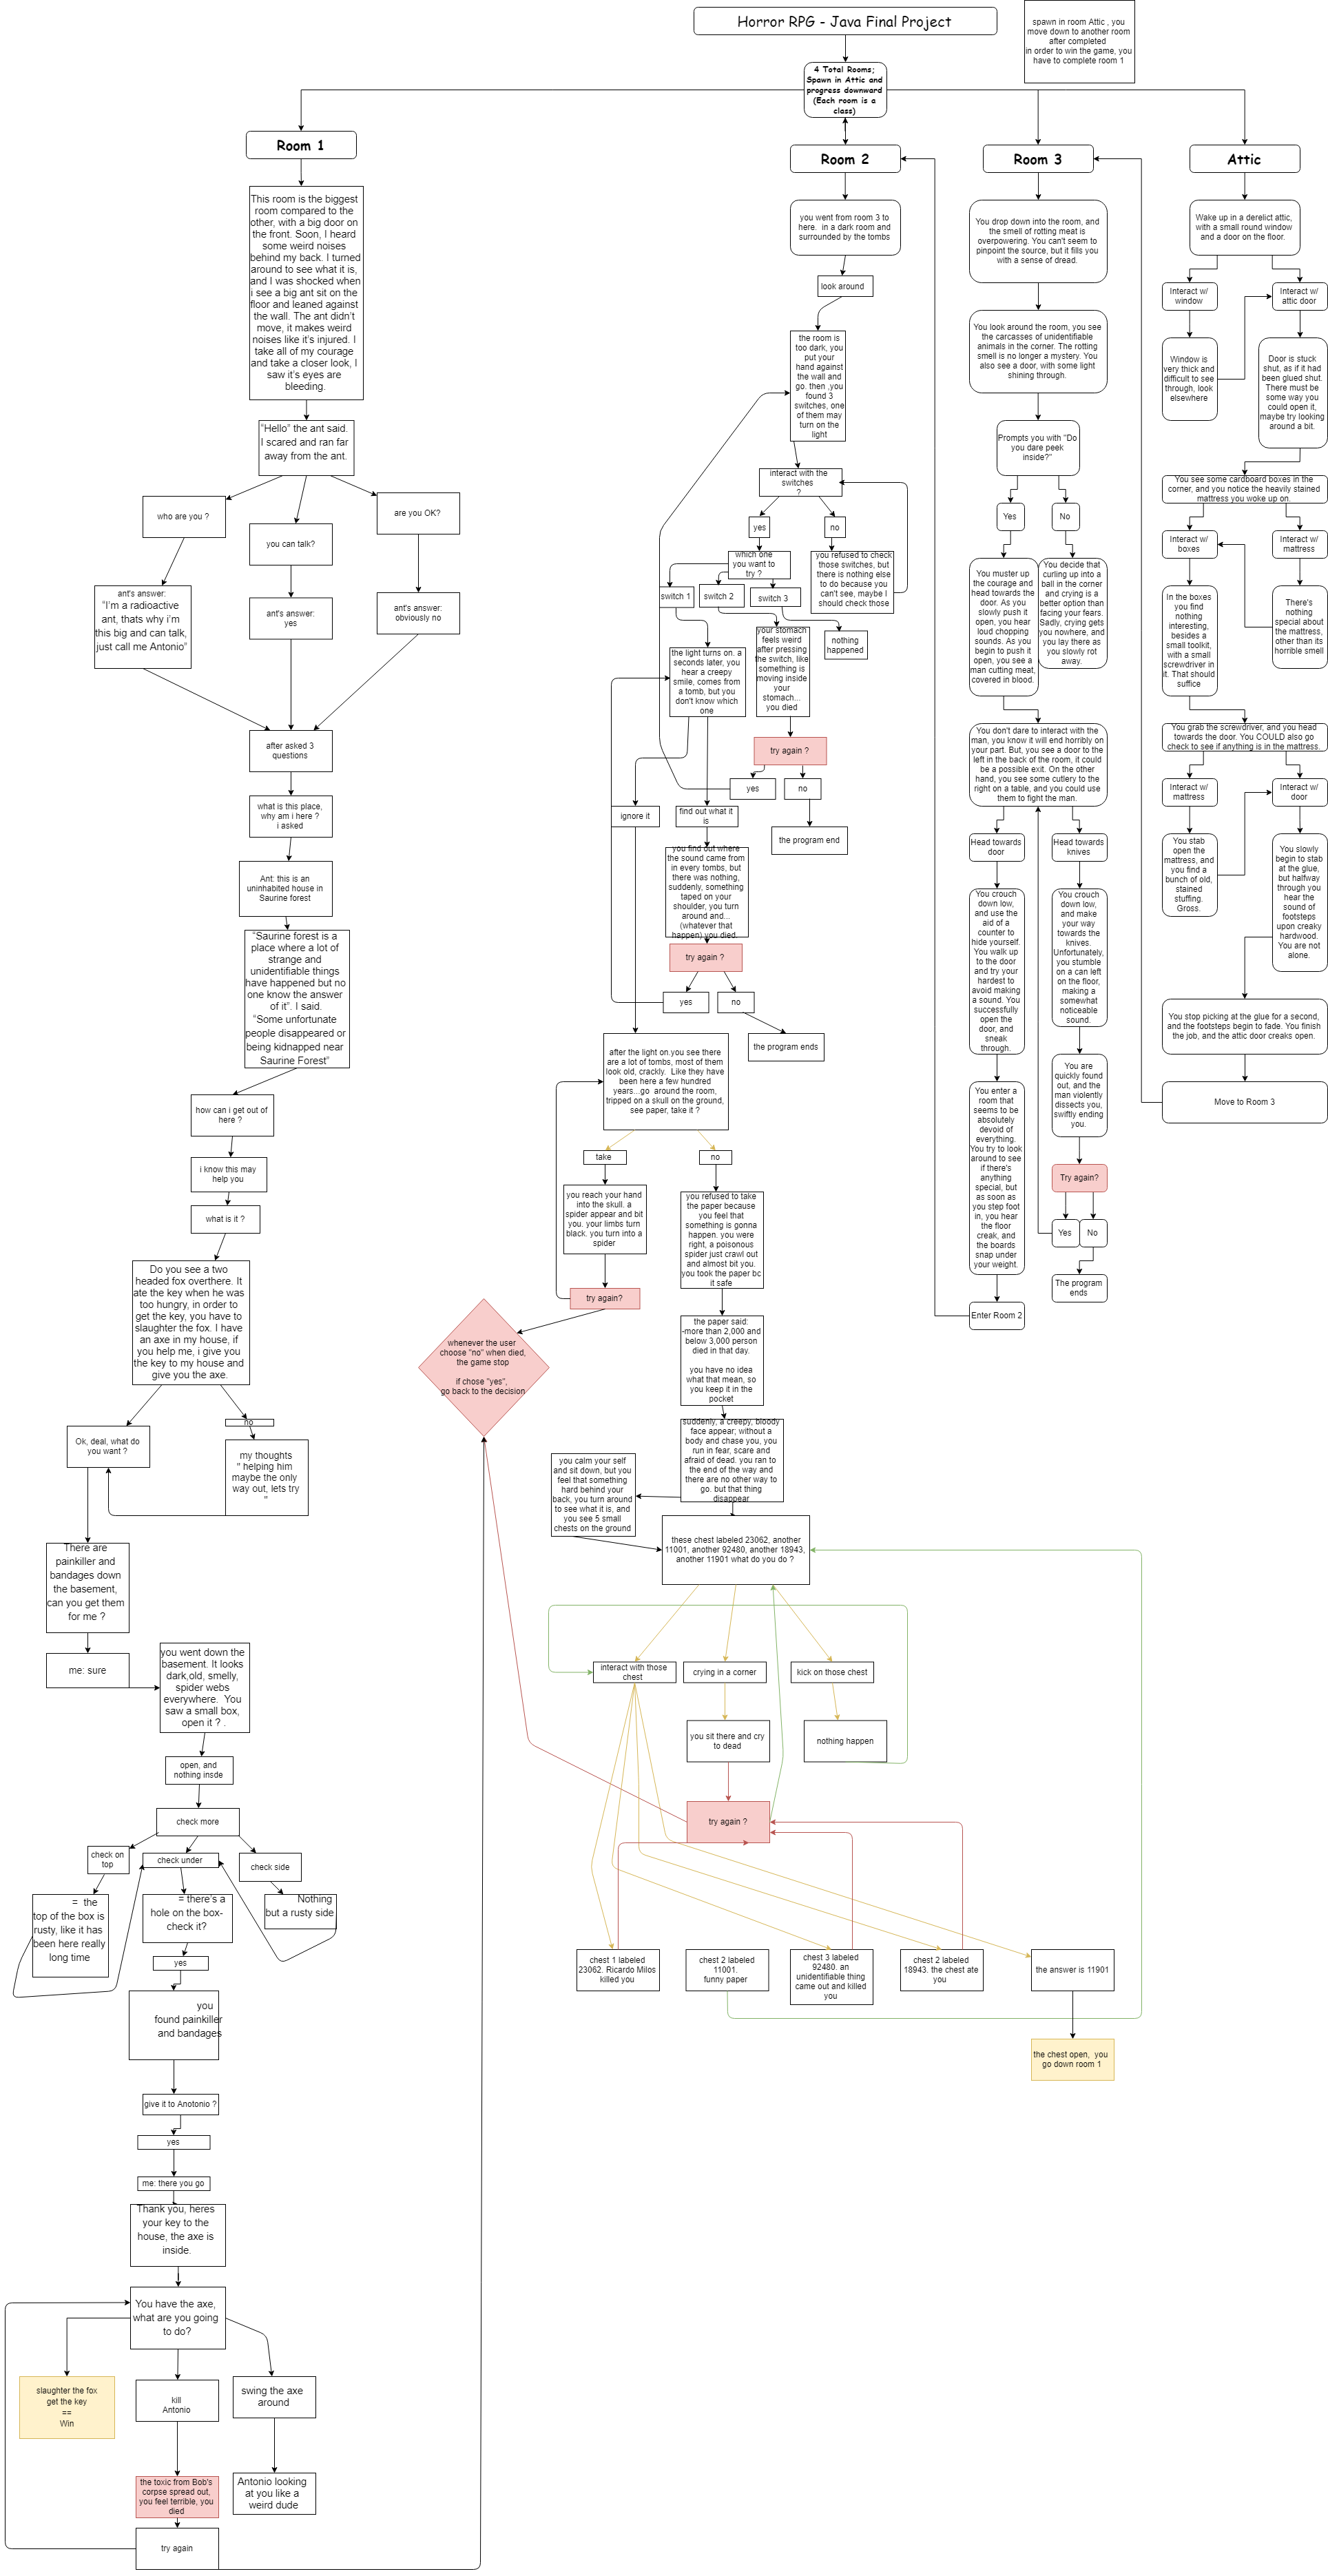 Horror RPG - Java Final Project
spawn in room Attic , you
move down to another room
after completed
in order to win the game, you
have to complete room 1
4 Total Rooms;
Spawn in Attic and
progress downward
(Each room is a
class)
Room 1
This room is the biggest
room compared to the
other, with a big door on
the front. Soon, I heard
some weird noises
behind my back. I turned
around to see what it is,
and I was shocked when
i see a big ant sit on the
floor and leaned against
the wall. The ant didn't
move, it makes weird
noises like it's injured. I
take all of my courage
and take a closer look, I
saw it's eyes are
bleeding.
"Hello" the ant said.
I scared and ran far
away from the ant.
who are you ?
you can talk?
are you OK?
ant's answer:
"I'm a radioactive
ant, thats why i'm
this big and can talk,
just call me Antonio"
ant's answer:
yes
ant's answer:
obviously no
after asked 3
questions
what is this place,
why am i here ?
i asked
Ant: this is an
uninhabited house in
Saurine forest
"Saurine forest is a
place where a lot of
strange and
unidentifiable things
have happened but no
one know the answer
of it". I said.
"Some unfortunate
people disappeared or
being kidnapped near
Saurine Forest"
how can i get out of
here ?
i know this may
help you
what is it ?
Do you see a two
headed fox overthere. It
ate the key when he was
too hungry, in order to
get the key, you have to
slaughter the fox. I have
an axe in my house, if
you help me, i give you
the key to my house and
give you the axe.
Ok, deal, what do
you want ?
no
my thoughts
" helping him
maybe the only
way out, lets try
"
There are
painkiller and
bandages down
the basement,
can you get them
for me ?
me: sure
you went down the
basement. It looks
dark,old, smelly,
spider webs
everywhere.  You
saw a small box,
open it ? .
open, and
nothing insde
check more
check on
top
check under
check side
=  the
top of the box is
rusty, like it has
been here really
long time
= there's a
hole on the box-
check it?
Nothing
but a rusty side
yes
you
found painkiller
and bandages
give it to Anotonio ?
yes
me: there you go
Thank you, heres
your key to the
house, the axe is
inside.
You have the axe,
what are you going
to do?
slaughter the fox
get the key
==
Win
kill
Antonio
swing the axe
around
the toxic from Bob's
corpse spread out,
you feel terrible, you
died
Antonio looking
at you like a
weird dude
try again
Room 2
you went from room 3 to
here.  in a dark room and
surrounded by the tombs
look around
the room is
too dark, you
put your
hand against
the wall and
go. then ,you
found 3
switches, one
of them may
turn on the
light
interact with the
switches
?
yes
no
which one
you want to
try ?
you refused to check
those switches, but
there is nothing else
to do because you
can't see, maybe I
should check those
switch 1
switch 2
switch 3
the light turns on. a
seconds later, you
hear a creepy
smile, comes from
a tomb, but you
don't know which
one
your stomach
feels weird
after pressing
the switch, like
something is
moving inside
your
stomach...
you died
nothing
happened
try again ?
yes
no
the program end
ignore it
find out what it
is
you find out where
the sound came from
in every tombs, but
there was nothing,
suddenly, something
taped on your
shoulder, you turn
around and...
(whatever that
happen) you died.
try again ?
yes
no
the program ends
after the light on.you see there
are a lot of tombs, most of them
look old, crackly.  Like they have
been here a few hundred
years...go  around the room,
tripped on a skull on the ground,
see paper, take it ?
take
no
you reach your hand
into the skull. a
spider appear and bit
you. your limbs turn
black. you turn into a
spider
you refused to take
the paper because
you feel that
something is gonna
happen. you were
right, a poisonous
spider just crawl out
and almost bit you.
you took the paper bc
it safe
try again?
whenever the user
choose "no" when died,
the game stop
if chose "yes",
go back to the decision
the paper said:
-more than 2,000 and
below 3,000 person
died in that day.
you have no idea
what that mean, so
you keep it in the
pocket
suddenly, a creepy, bloody
face appear; without a
body and chase you, you
run in fear, scare and
afraid of dead. you ran to
the end of the way and
there are no other way to
go. but that thing
disappear
you calm your self
and sit down, but you
feel that something
hard behind your
back, you turn around
to see what it is, and
you see 5 small
chests on the ground
these chest labeled 23062, another
11001, another 92480, another 18943,
another 11901 what do you do ?
interact with those
chest
crying in a corner
kick on those chest
you sit there and cry
to dead
nothing happen
try again ?
chest 1 labeled
23062. Ricardo Milos
killed you
chest 2 labeled
11001.
funny paper
chest 3 labeled
92480. an
unidentifiable thing
came out and killed
you
chest 2 labeled
18943. the chest ate
you
the answer is 11901
the chest open,  you
go down room 1
Room 3
You drop down into the room, and
the smell of rotting meat is
overpowering. You can't seem to
pinpoint the source, but it fills you
with a sense of dread.
You look around the room, you see
the carcasses of unidentifiable
animals in the corner. The rotting
smell is no longer a mystery. You
also see a door, with some light
shining through.
Prompts you with "Do
you dare peek
inside?"
Yes
No
You muster up
the courage and
head towards the
door. As you
slowly push it
open, you hear
loud chopping
sounds. As you
begin to push it
open, you see a
man cutting meat,
covered in blood.
You decide that
curling up into a
ball in the corner
and crying is a
better option than
facing your fears.
Sadly, crying gets
you nowhere, and
you lay there as
you slowly rot
away.
You don't dare to interact with the
man, you know it will end horribly on
your part. But, you see a door to the
left in the back of the room, it could
be a possible exit. On the other
hand, you see some cutlery to the
right on a table, and you could use
them to fight the man.
Head towards
door
Head towards
knives
You crouch
down low,
and use the
aid of a
counter to
hide yourself.
You walk up
to the door
and try your
hardest to
avoid making
a sound. You
successfully
open the
door, and
sneak
through.
You crouch
down low,
and make
your way
towards the
knives.
Unfortunately,
you stumble
on a can left
on the floor,
making a
somewhat
noticeable
sound.
You are
quickly found
out, and the
man violently
dissects you,
swiftly ending
you.
You enter a
room that
seems to be
absolutely
devoid of
everything.
You try to look
around to see
if there's
anything
special, but
as soon as
you step foot
in, you hear
the floor
creak, and
the boards
snap under
your weight.
Try again?
Yes
No
The program
ends
Enter Room 2
Attic
Wake up in a derelict attic,
with a small round window
and a door on the floor.
Interact w/
window
Interact w/
attic door
Window is
very thick and
difficult to see
through, look
elsewhere
Door is stuck
shut, as if it had
been glued shut.
There must be
some way you
could open it,
maybe try looking
around a bit.
You see some cardboard boxes in the
corner, and you notice the heavily stained
mattress you woke up on.
Interact w/
boxes
Interact w/
mattress
In the boxes
you find
nothing
interesting,
besides a
small toolkit,
with a small
screwdriver in
it. That should
suffice
There's
nothing
special about
the mattress,
other than its
horrible smell
You grab the screwdriver, and you head
towards the door. You COULD also go
check to see if anything is in the mattress.
Interact w/
mattress
Interact w/
door
You stab
open the
mattress, and
you find a
bunch of old,
stained
stuffing.
Gross.
You slowly
begin to stab
at the glue,
but halfway
through you
hear the
sound of
footsteps
upon creaky
hardwood.
You are not
alone.
You stop picking at the glue for a second,
and the footsteps begin to fade. You finish
the job, and the attic door creaks open.
Move to Room 3